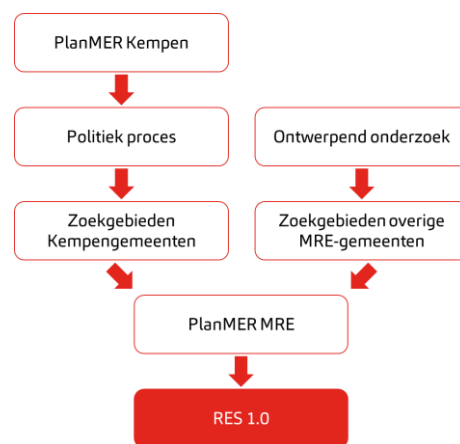 PlanMER Kempen
Politiek proces
Ontwerpend onderzoek
Zoekgebieden
Kempengemeenten
Zoekgebieden overige
MRE-gemeenten
PlanMER MRE
RES 1.0